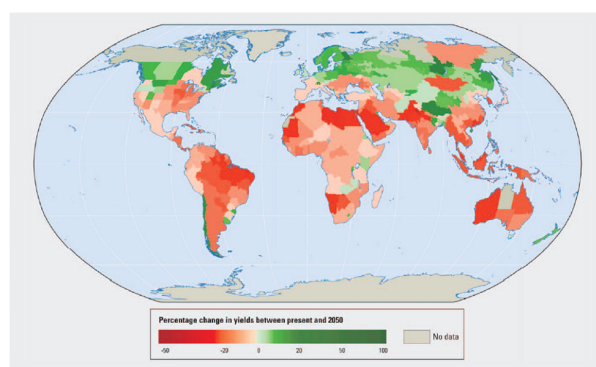 Percentage change in yields between present and 2050
No data
-50 -20 0 20 50 100